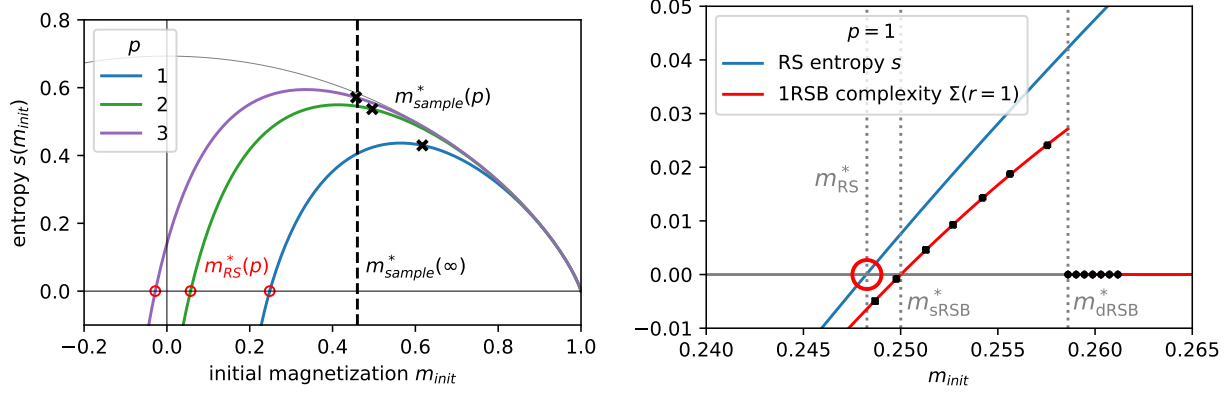 0.8
0.6
0.4
0.2
0.0
entropy s(m_init)
p
1
2
3
m*_sample(p)
m*_RS(p)
m*_sample(∞)
−0.2 0.0 0.2 0.4 0.6 0.8 1.0
initial magnetization m_init
0.05
0.04
0.03
0.02
0.01
0.00
−0.01
p = 1
RS entropy s
1RSB complexity Σ(r = 1)
m*_RS
m*_sRSB
m*_dRSB
0.240 0.245 0.250 0.255 0.260 0.265
m_init